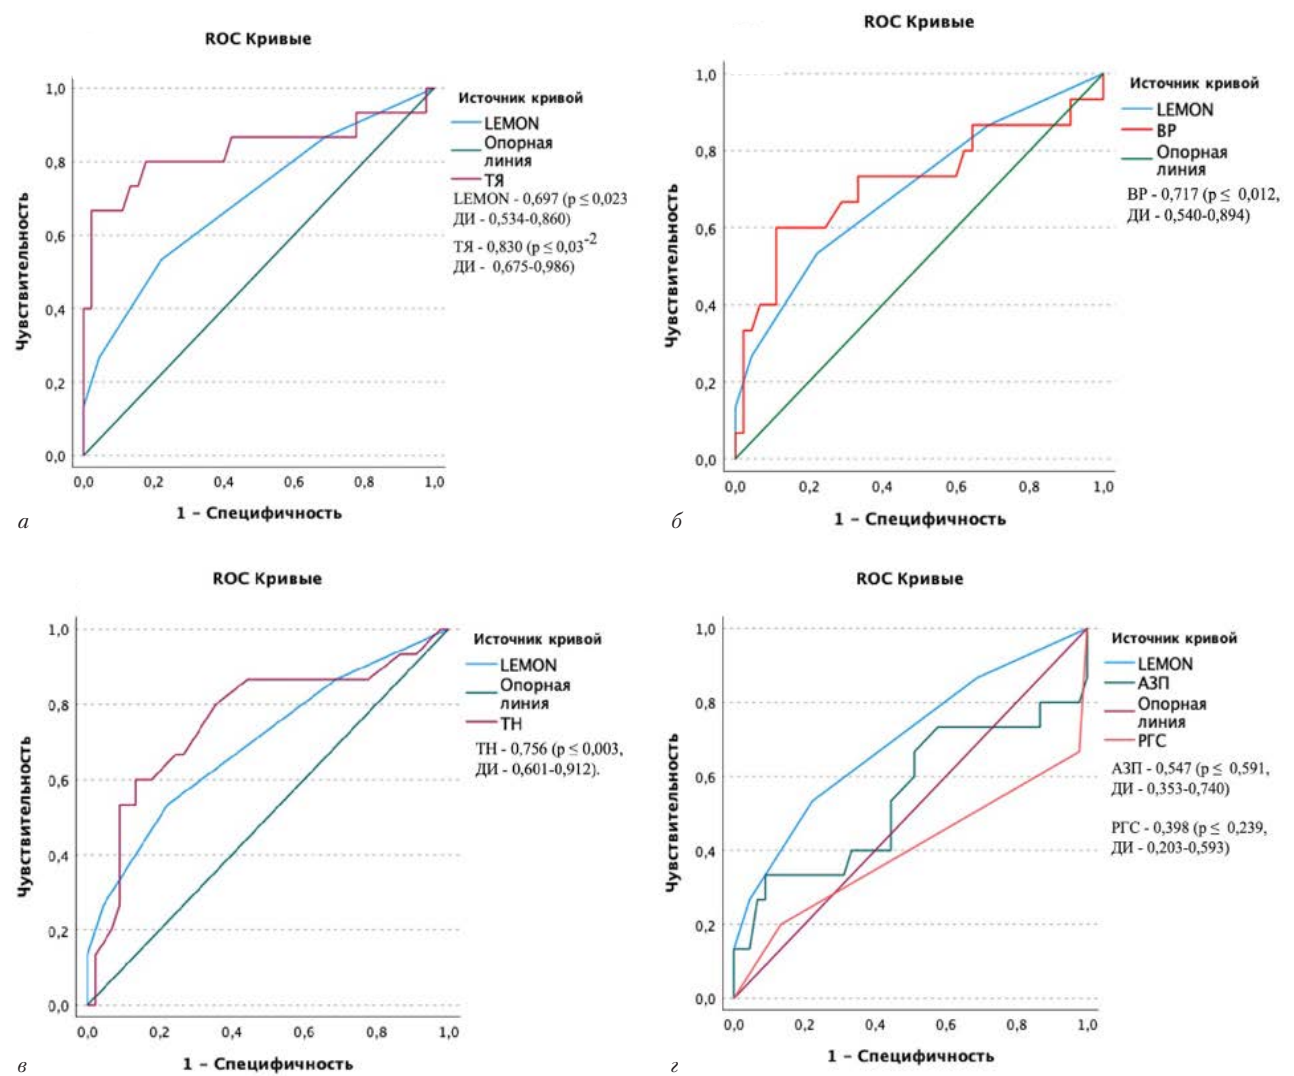 ROC Кривые
Чувствительность
1,0
0,8
0,6
0,4
0,2
0,0
0,0 0,2 0,4 0,6 0,8 1,0
1 – Специфичность
Источник кривой
LEMON
Опорная
линия
ТЯ
LEMON - 0,697 (p ≤ 0,023
ДИ - 0,534-0,860)
ТЯ - 0,830 (p ≤ 0,03⁻²
ДИ - 0,675-0,986)
а
ROC Кривые
Чувствительность
1,0
0,8
0,6
0,4
0,2
0,0
0,0 0,2 0,4 0,6 0,8 1,0
1 – Специфичность
Источник кривой
LEMON
ВР
Опорная
линия
ВР - 0,717 (p ≤ 0,012,
ДИ - 0,540-0,894)
б
ROC Кривые
Чувствительность
1,0
0,8
0,6
0,4
0,2
0,0
0,0 0,2 0,4 0,6 0,8 1,0
1 – Специфичность
Источник кривой
LEMON
Опорная
линия
ТН
ТН - 0,756 (p ≤ 0,003,
ДИ - 0,601-0,912).
в
ROC Кривые
Чувствительность
1,0
0,8
0,6
0,4
0,2
0,0
0,0 0,2 0,4 0,6 0,8 1,0
1 – Специфичность
Источник кривой
LEMON
АЗП
Опорная
линия
РГС
АЗП - 0,547 (p ≤ 0,591,
ДИ - 0,353-0,740)
РГС - 0,398 (p ≤ 0,239,
ДИ - 0,203-0,593)
г